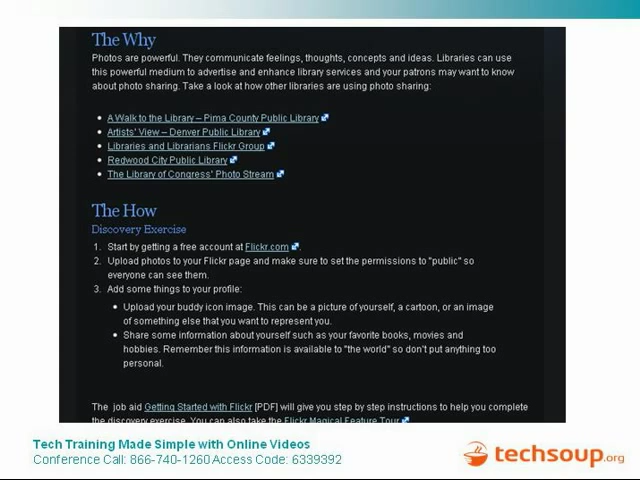 The Why
Photos are powerful. They communicate feelings, thoughts, concepts and ideas. Libraries can use
this powerful medium to advertise and enhance library services and your patrons may want to know
about photo sharing. Take a look at how other libraries are using photo sharing:
• A Walk to the Library – Pima County Public Library
• Artists' View – Denver Public Library
• Libraries and Librarians Flickr Group
• Redwood City Public Library
• The Library of Congress' Photo Stream
The How
Discovery Exercise
1. Start by getting a free account at Flickr.com.
2. Upload photos to your Flickr page and make sure to set the permissions to "public" so
everyone can see them.
3. Add some things to your profile:
• Upload your buddy icon image. This can be a picture of yourself, a cartoon, or an image
of something else that you want to represent you.
• Share some information about yourself such as your favorite books, movies and
hobbies. Remember this information is available to "the world" so don't put anything too
personal.
The job aid Getting Started with Flickr [PDF] will give you step by step instructions to help you complete
the discovery exercise. You can also take the Flickr Magical Feature Tour
Tech Training Made Simple with Online Videos
Conference Call: 866-740-1260 Access Code: 6339392
techsoup.org